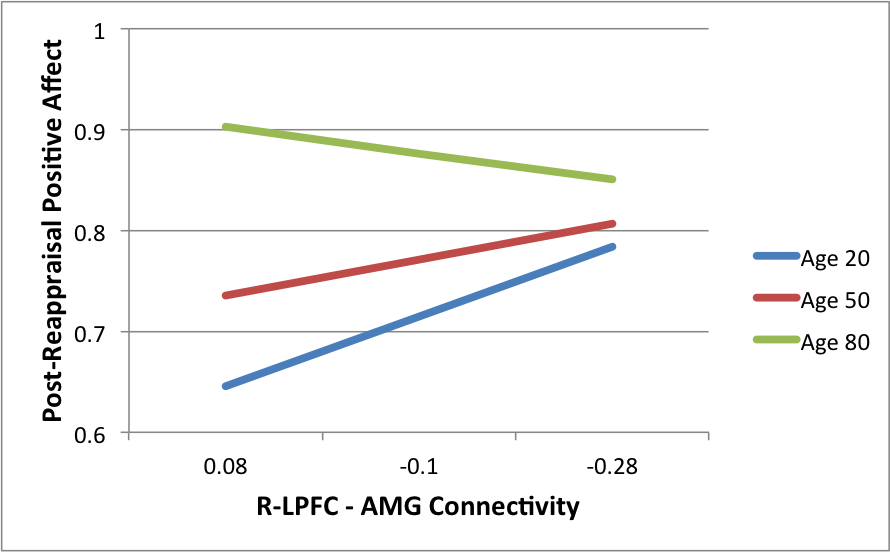 Post-Reappraisal Positive Affect
1
0.9
0.8
0.7
0.6
0.08 -0.1 -0.28
R-LPFC - AMG Connectivity
Age 20
Age 50
Age 80